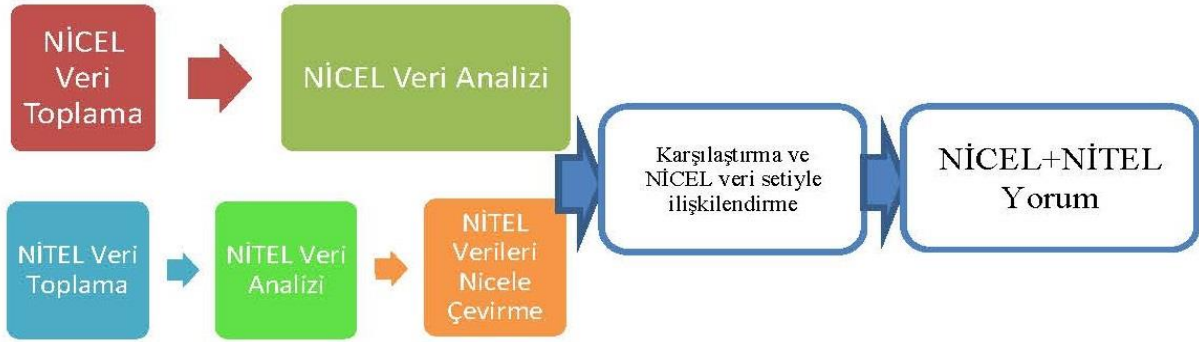 NİCEL
Veri
Toplama
NİCEL Veri Analizi
NİTEL Veri
Toplama
NİTEL Veri
Analizi
NİTEL
Verileri
Nicele
Çevirme
Karşılaştırma ve
NİCEL veri setiyle
ilişkilendirme
NİCEL+NİTEL
Yorum